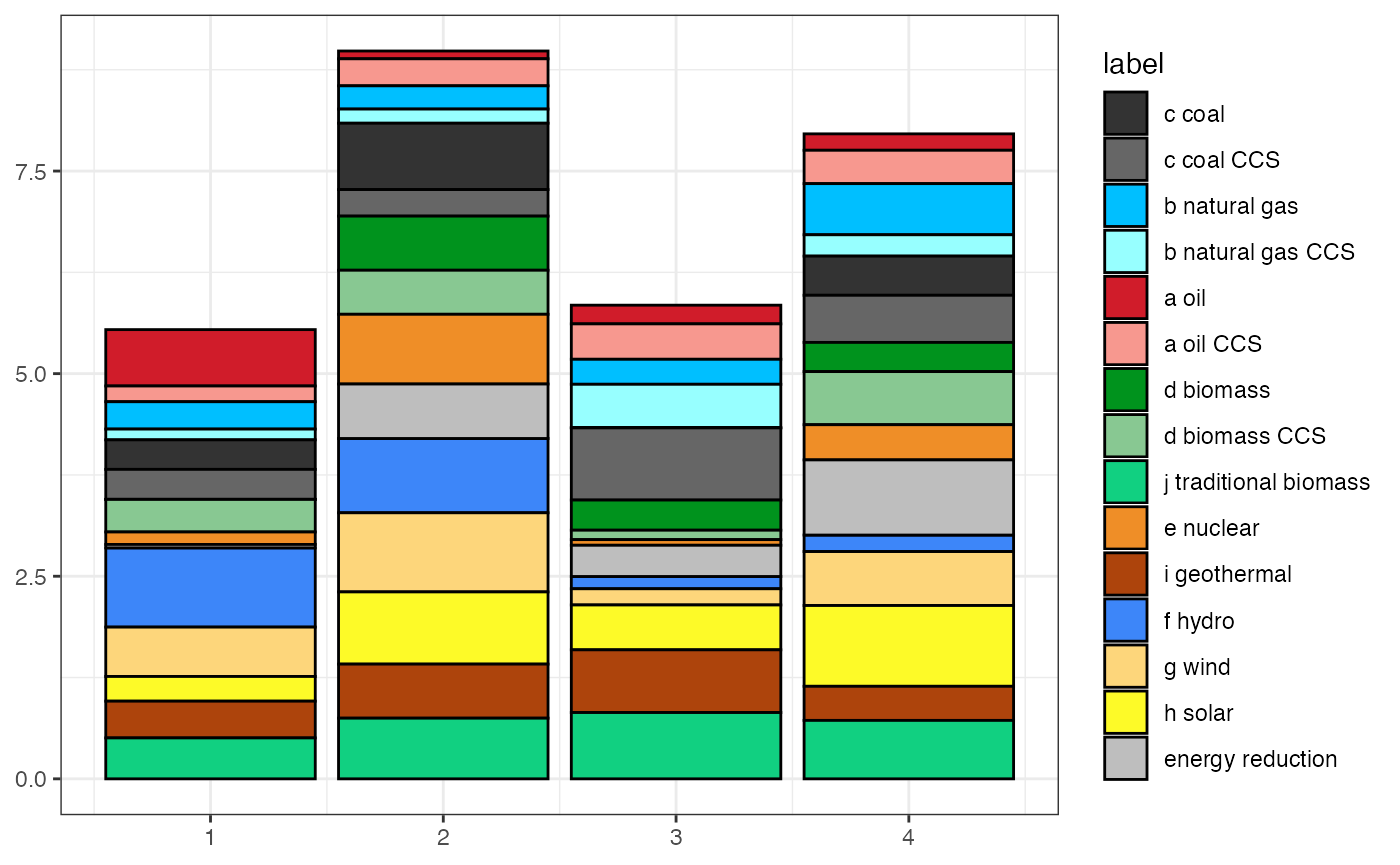 7.5
5.0
2.5
0.0
1 2 3 4
label
c coal
c coal CCS
b natural gas
b natural gas CCS
a oil
a oil CCS
d biomass
d biomass CCS
j traditional biomass
e nuclear
i geothermal
f hydro
g wind
h solar
energy reduction